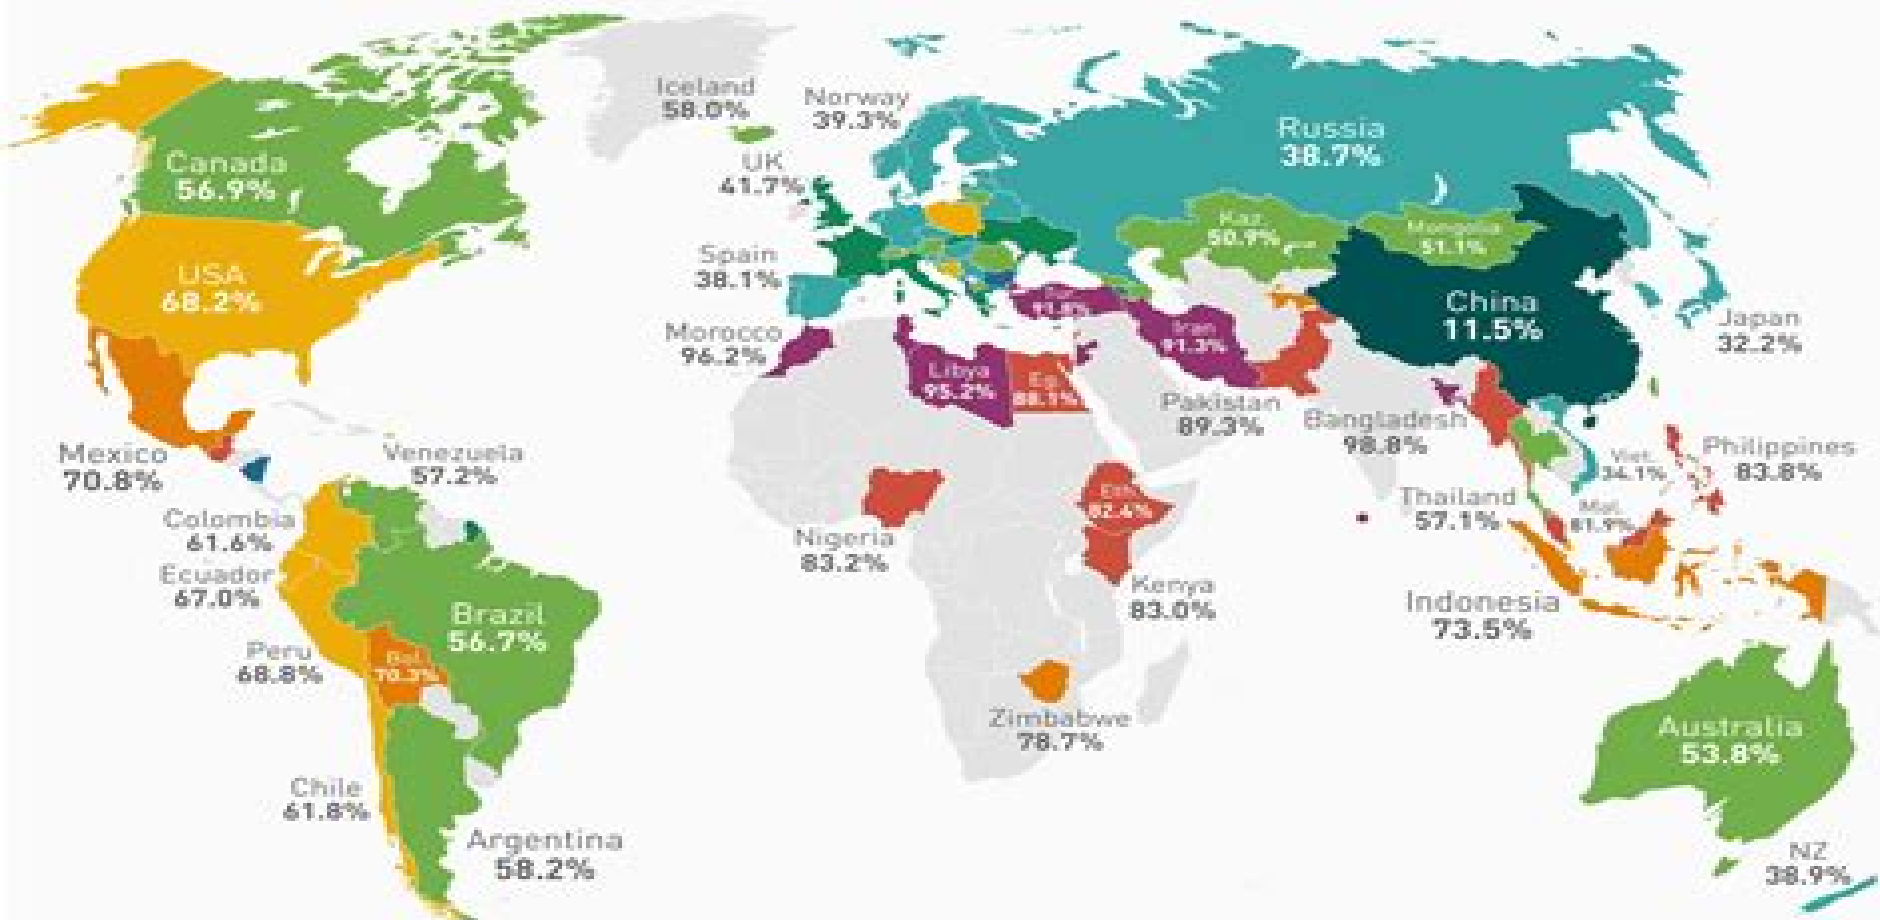 Iceland
58.0%
Norway
39.3%
Russia
38.7%
Canada
56.9%
UK
41.7%
Kaz.
50.9%
Mongolia
51.1%
USA
68.2%
Spain
38.1%
China
11.5%
Japan
32.2%
Morocco
96.2%
Iran
91.3%
Libya
95.2%
Eg.
88.1%
Pakistan
89.3%
Bangladesh
98.8%
Mexico
70.8%
Venezuela
57.2%
Philippines
83.8%
Viet.
34.1%
Thailand
57.1%
Mal.
81.9%
Colombia
61.6%
Nigeria
83.2%
Eth.
82.4%
Ecuador
67.0%
Kenya
83.0%
Indonesia
73.5%
Brazil
56.7%
Peru
68.8%
Bol.
70.3%
Zimbabwe
78.7%
Australia
53.8%
Chile
61.8%
Argentina
58.2%
NZ
38.9%